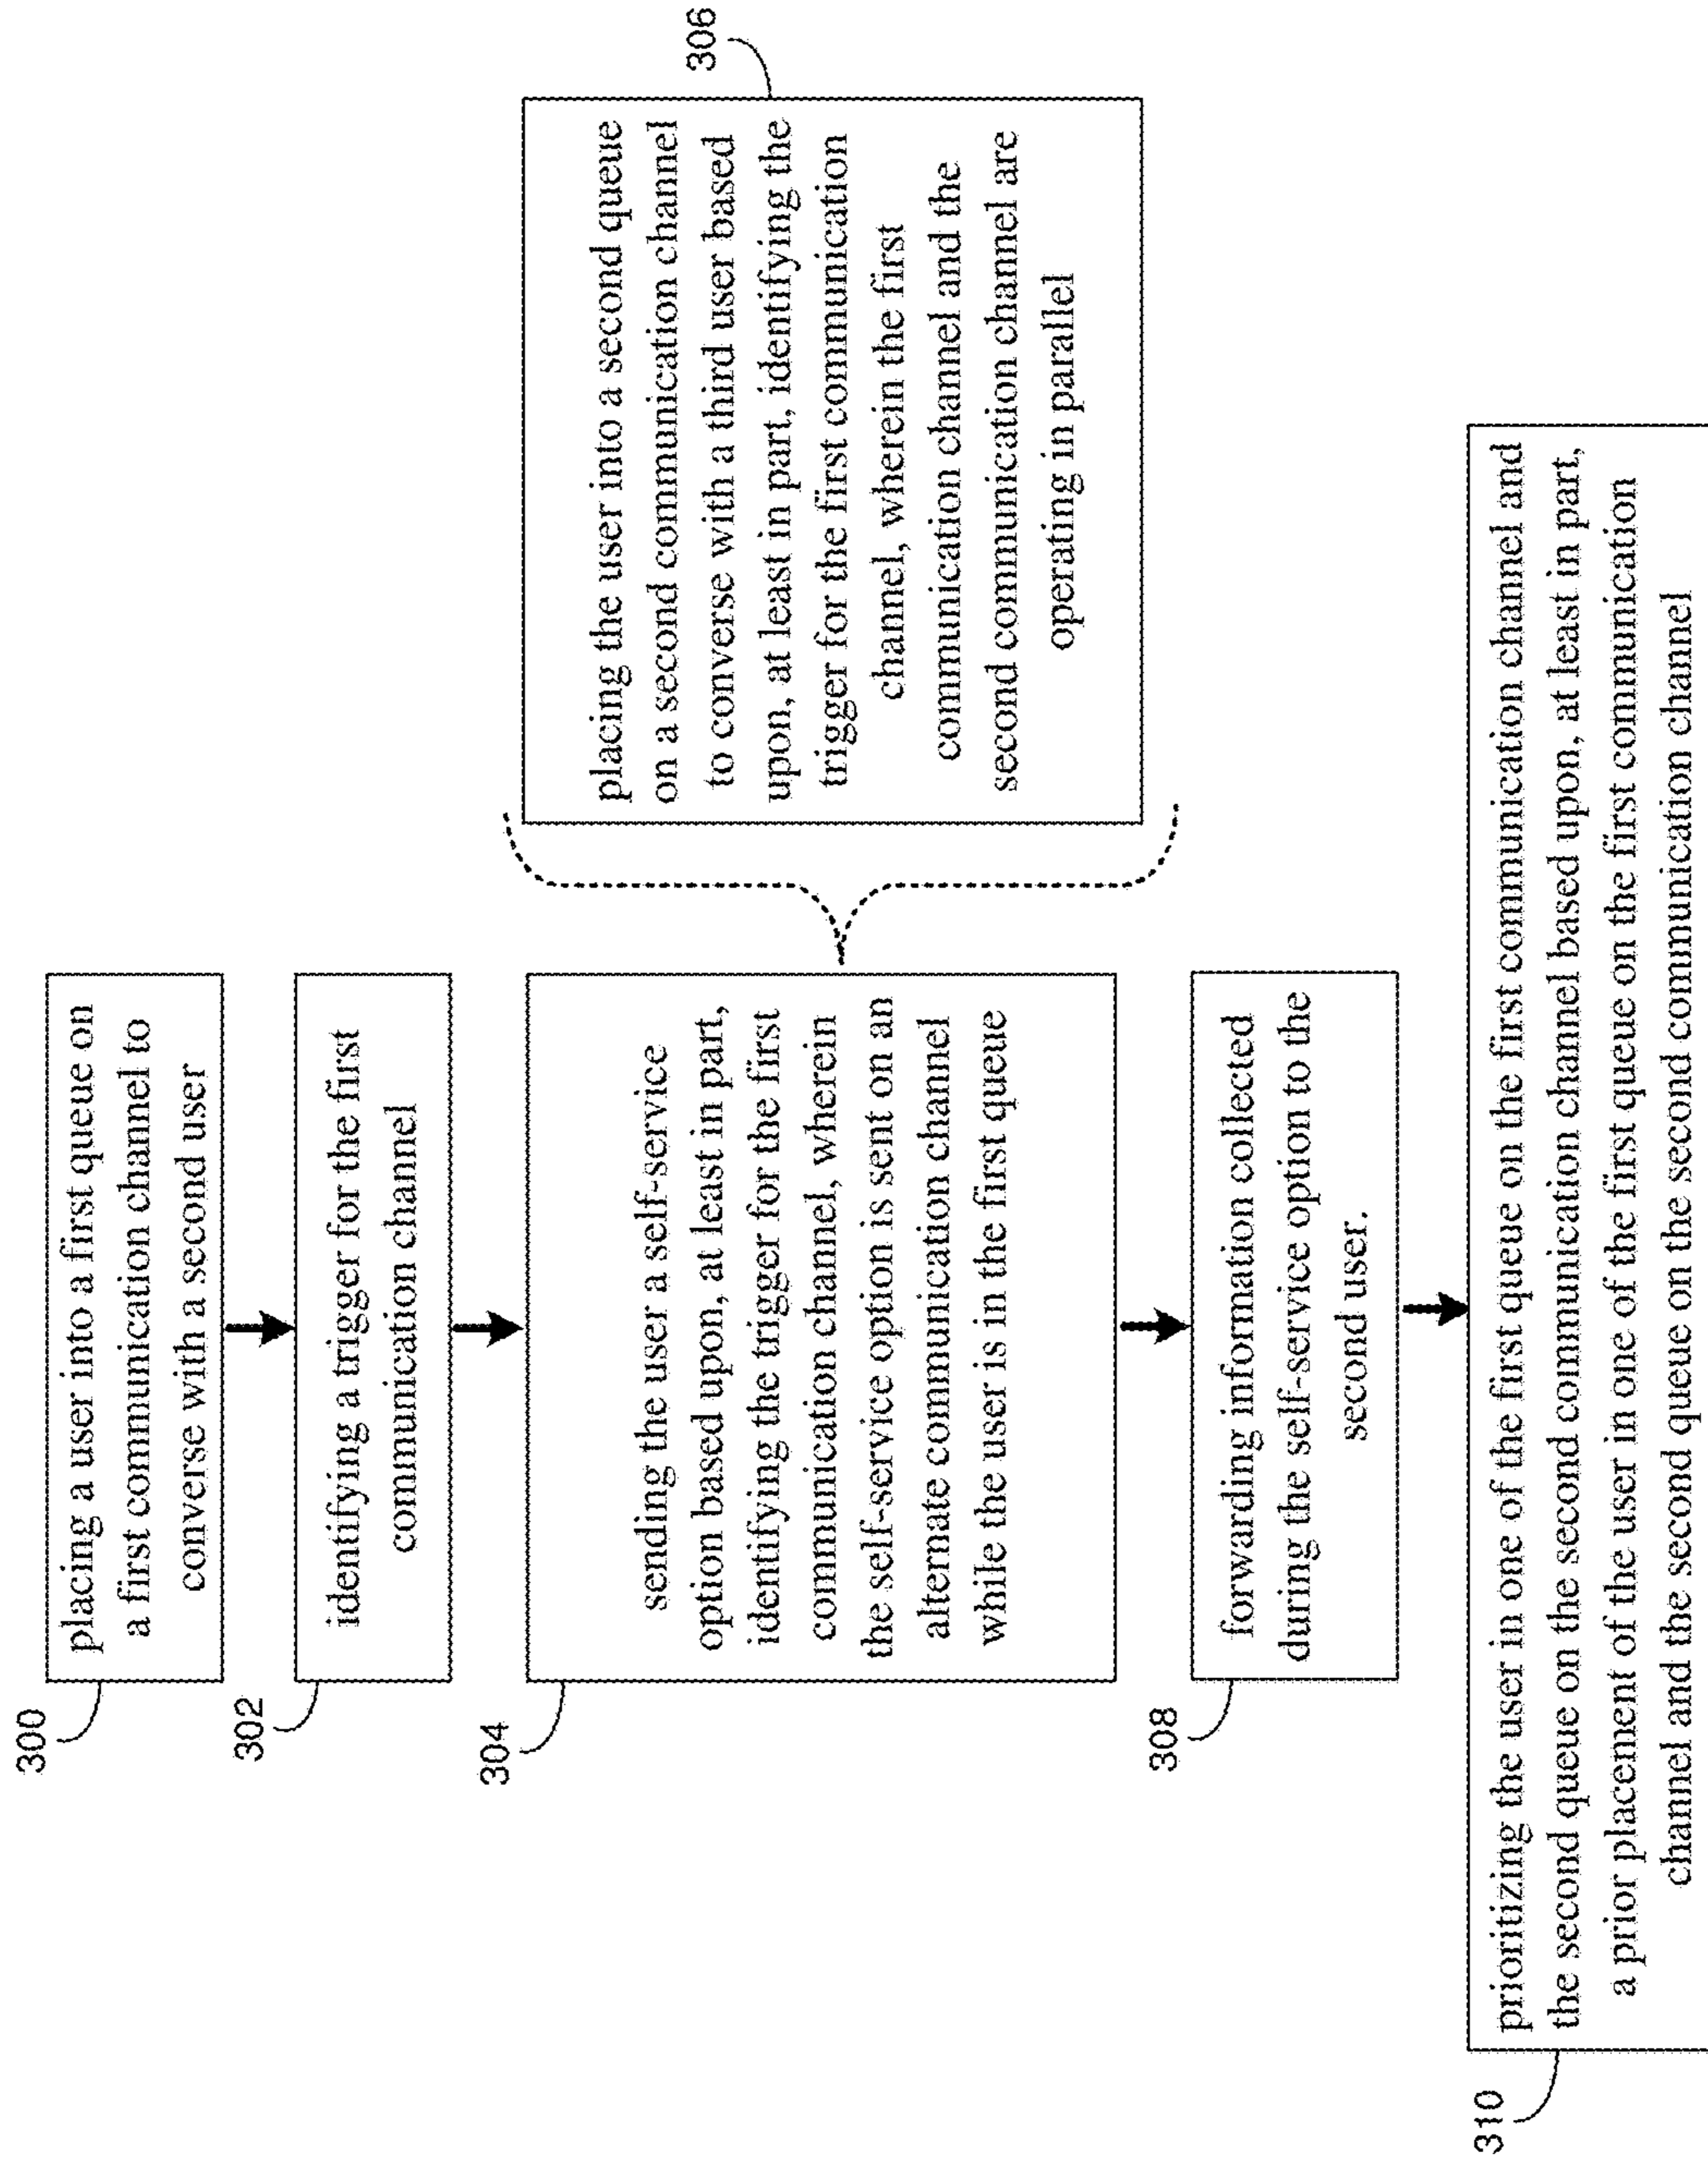 300
placing a user into a first queue on
a first communication channel to
converse with a second user
302
identifying a trigger for the first
communication channel
304
sending the user a self-service
option based upon, at least in part,
identifying the trigger for the first
communication channel, wherein
the self-service option is sent on an
alternate communication channel
while the user is in the first queue
306
placing the user into a second queue
on a second communication channel
to converse with a third user based
upon, at least in part, identifying the
trigger for the first communication
channel, wherein the first
communication channel and the
second communication channel are
operating in parallel
308
forwarding information collected
during the self-service option to the
second user.
310
prioritizing the user in one of the first queue on the first communication channel and
the second queue on the second communication channel based upon, at least in part,
a prior placement of the user in one of the first queue on the first communication
channel and the second queue on the second communication channel